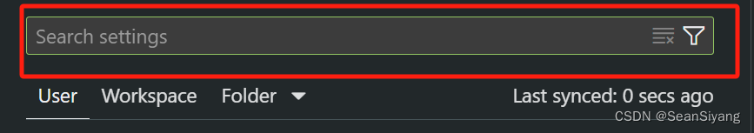 Search settings
User Workspace Folder Last synced: 0 secs ago
CSDN @SeanSiyang